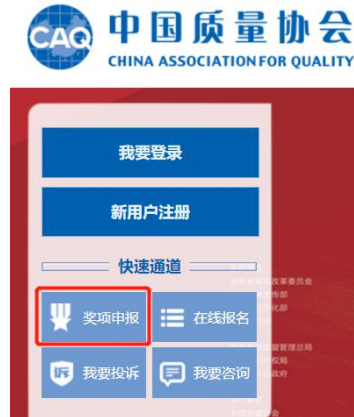 CAQ
中国质量协会
CHINA ASSOCIATION FOR QUALITY
我要登录
新用户注册
快速通道
奖项申报
在线报名
诉
我要投诉
我要咨询